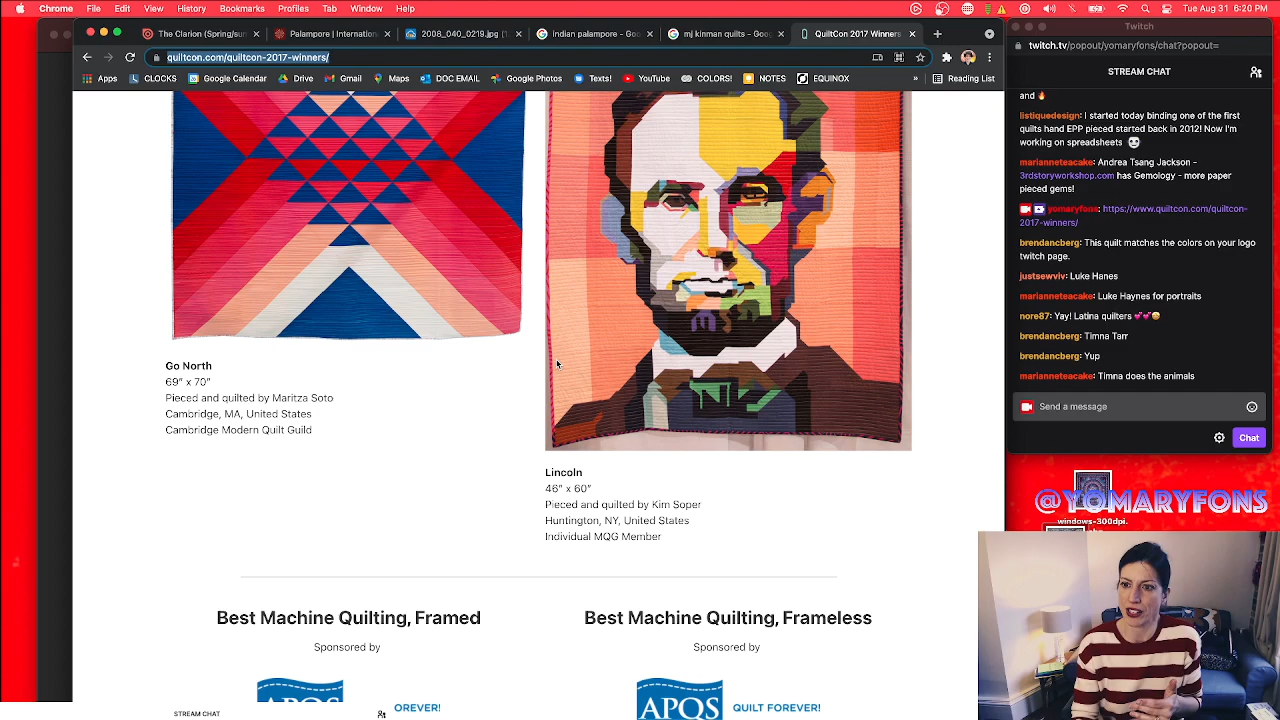 Chrome File Edit View History Bookmarks Profiles Tab Window Help
Tue Aug 31 8:20 PM
The Clarion (Spring/sun
Palampore | Internation
2008_040_0219.jpg (1
Indian palampore - Goo
mj kinman quilts - Goog
QuiltCon 2017 Winners
quiltcon.com/quiltcon-2017-winners/
Apps CLOCKS Google Calendar Drive Gmail Maps DOC EMAIL Google Photos Texts! YouTube COLORS! NOTES EQUINOX » Reading List
Go North
69” x 70”
Pieced and quilted by Maritza Soto
Cambridge, MA, United States
Cambridge Modern Quilt Guild
Lincoln
46” x 60”
Pieced and quilted by Kim Soper
Huntington, NY, United States
Individual MQG Member
Best Machine Quilting, Framed
Sponsored by
APQS
OREVER!
Best Machine Quilting, Frameless
Sponsored by
APQS
QUILT FOREVER!
STREAM CHAT
Twitch
twitch.tv/popout/yomaryfons/chat?popout=
STREAM CHAT
and
listiquedesign: I started today binding one of the first
quilts hand EPP pieced started back in 2012! Now I'm
working on spreadsheets
marianneteacake: Andrea Tsang Jackson -
3rdstoryworkshop.com has Gemology - more paper
pieced gems!
yomaryfons: https://www.quiltcon.com/quiltcon-
2017-winners/
brendancberg: This quilt matches the colors on your logo
twitch page.
justsewviv: Luke Hanes
marianneteacake: Luke Haynes for portraits
nore87: Yay! Latina quilters
brendancberg: Timna Tarr
brendancberg: Yup
marianneteacake: Timna does the animals
Send a message
Chat
@YOMARYFONS
windows-300dpi.